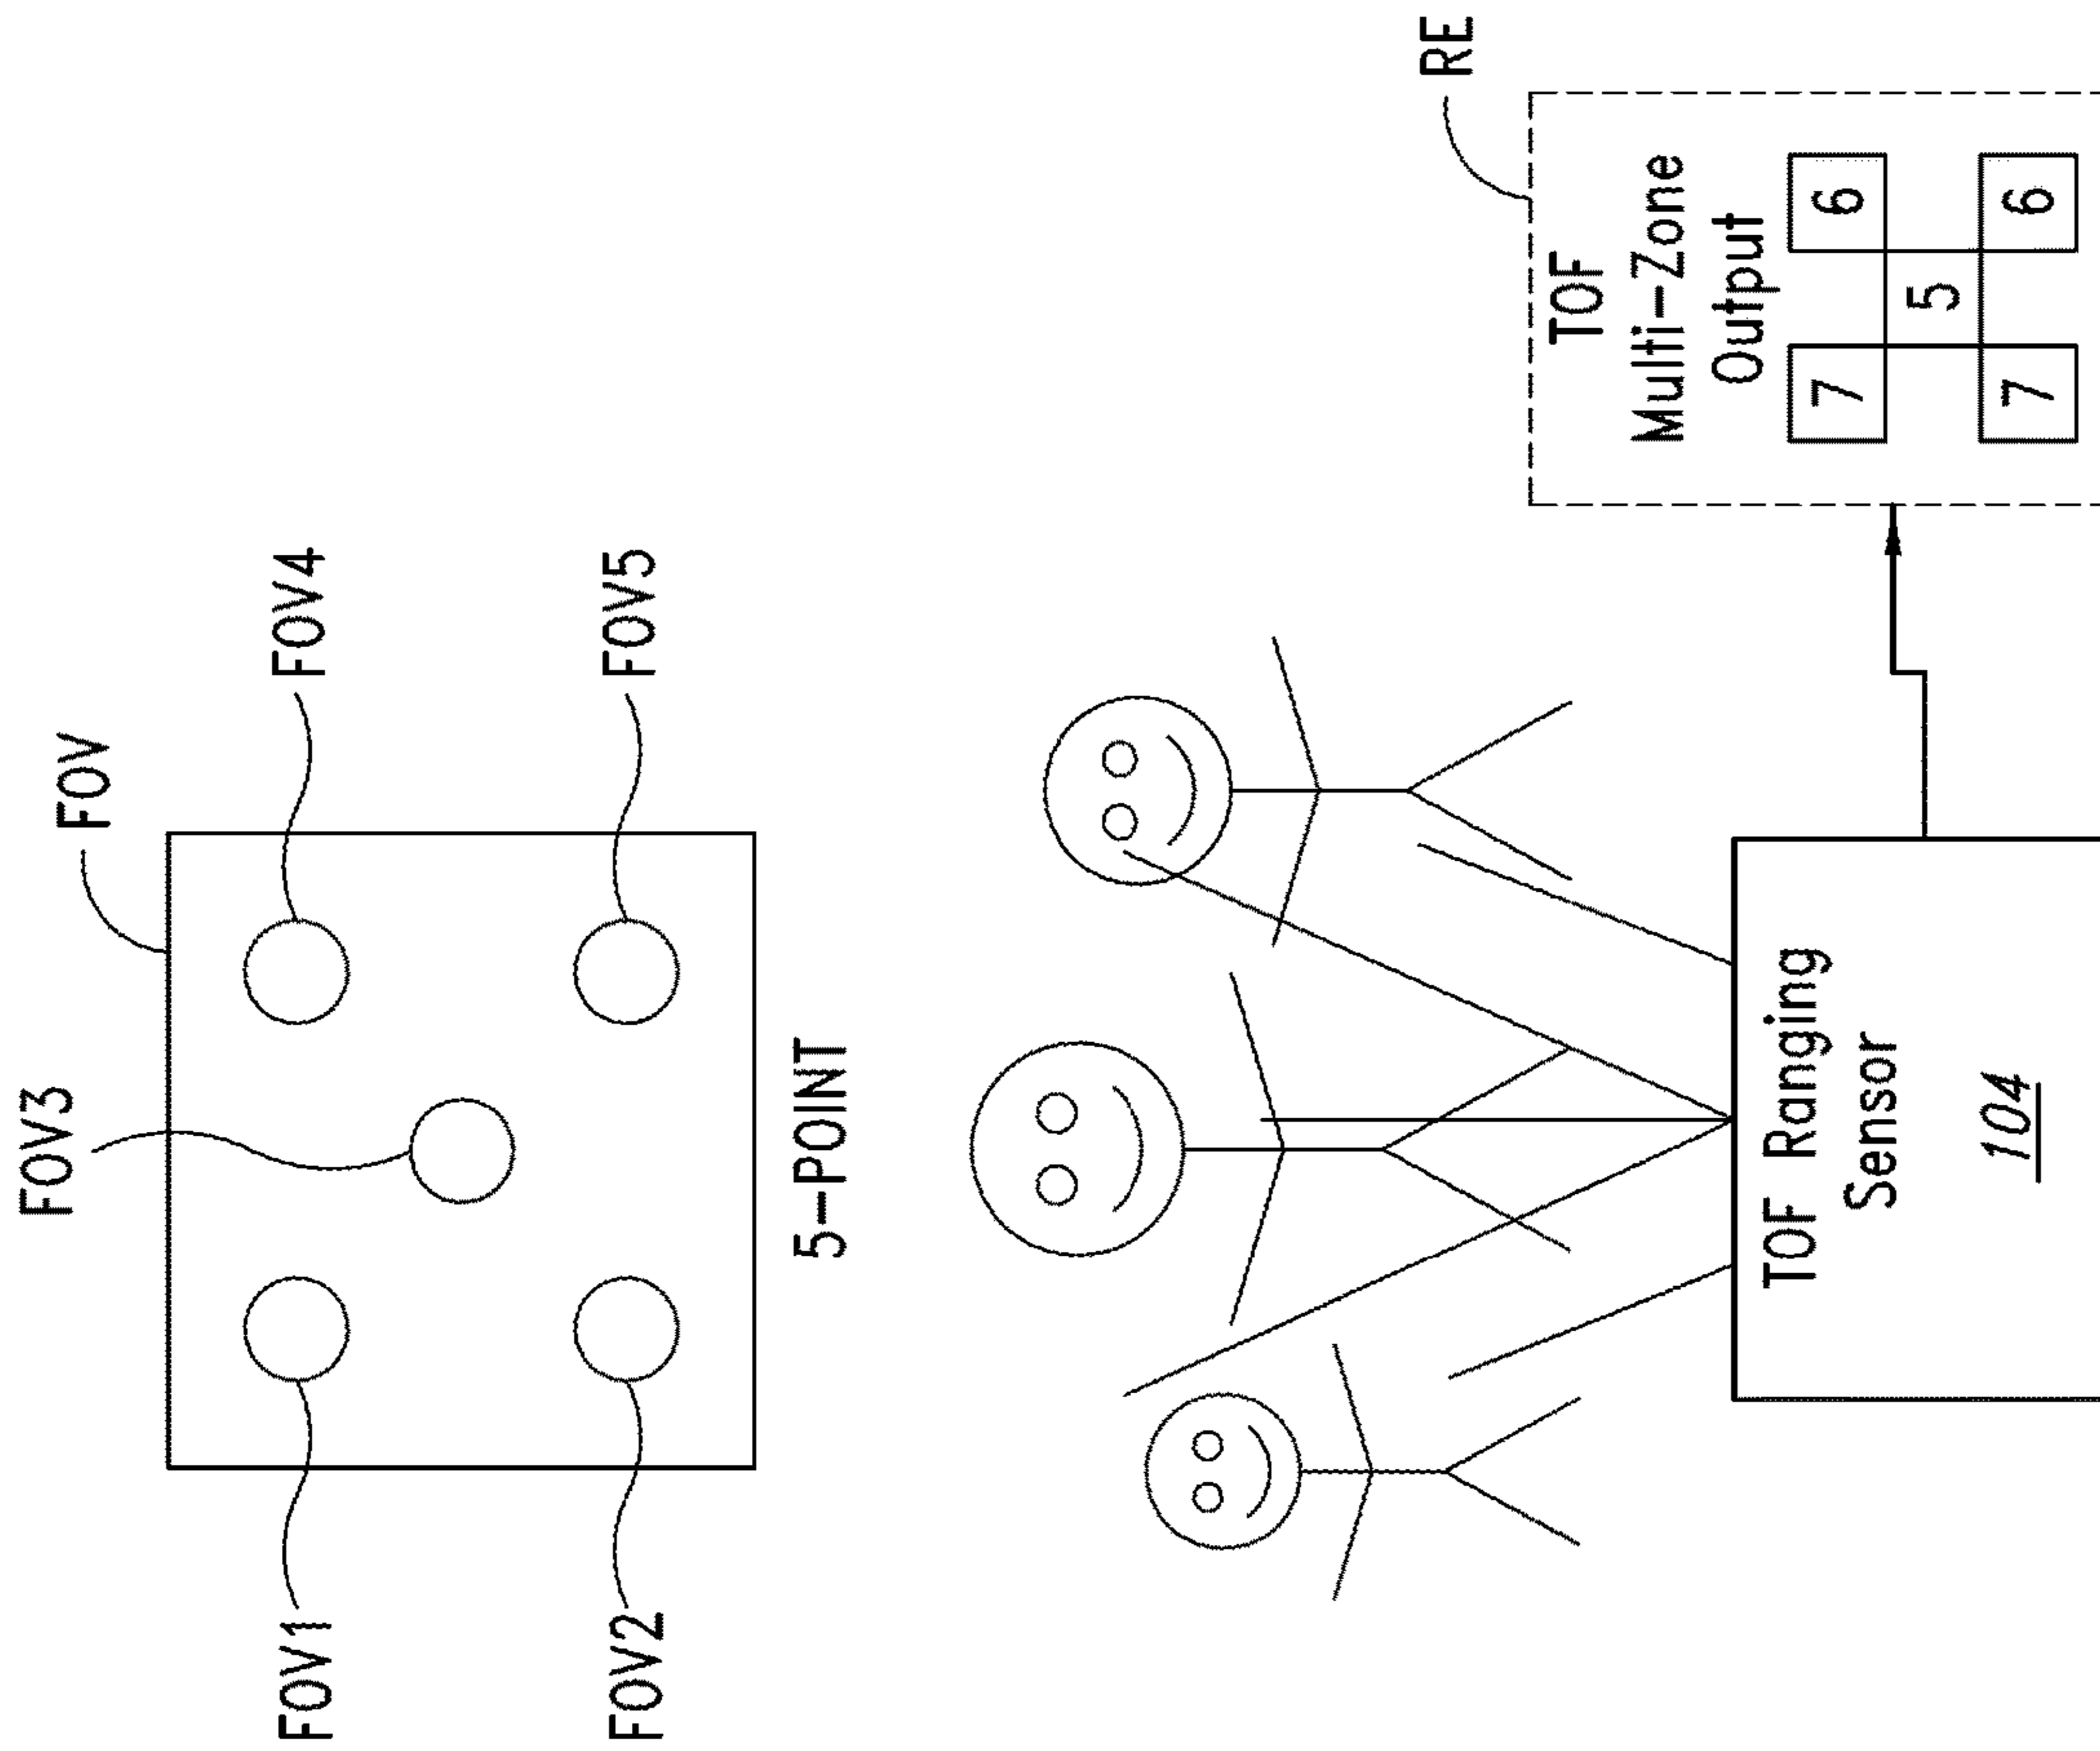 FOV3
FOV
FOV1
FOV4
FOV2
FOV5
5-POINT
RE
TOF
Multi-Zone
Output
7 6
5
7 6
TOF Ranging
Sensor
104